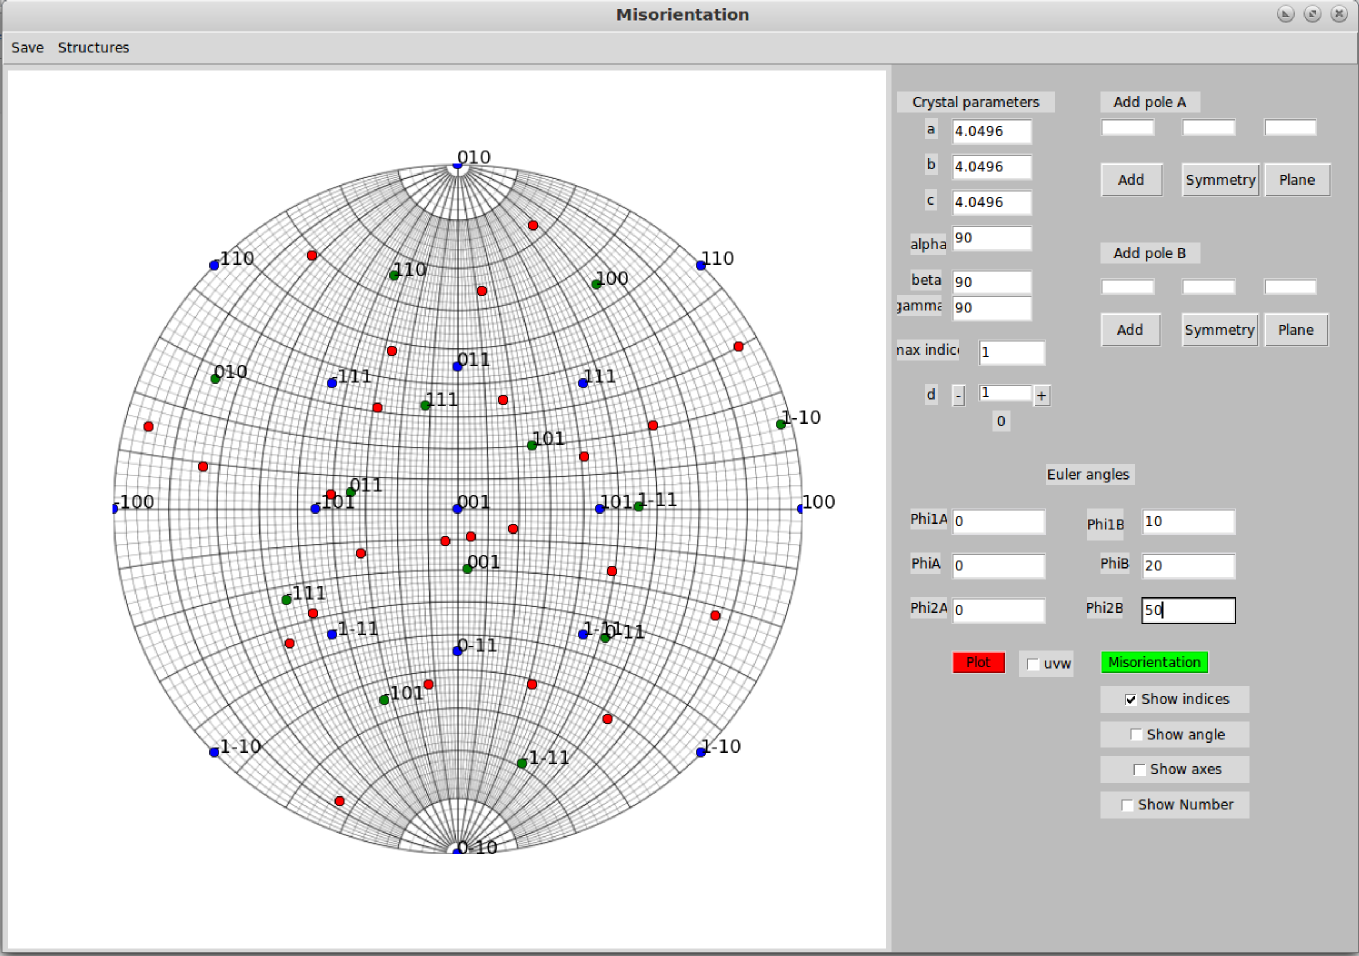 Misorientation
Save Structures
Crystal parameters
a 4.0496
b 4.0496
c 4.0496
alpha 90
beta 90
gamma 90
max indic 1
d - 1 +
0
Add pole A
Add Symmetry Plane
Add pole B
Add Symmetry Plane
Euler angles
Phi1A 0 Phi1B 10
PhiA 0 PhiB 20
Phi2A 0 Phi2B 50
Plot uvw Misorientation
Show indices
Show angle
Show axes
Show Number
010
-110 110
110 100
010 011
-111 111
111
1-10
101
011
-100 -101 001 101 1-11 100
001
-111
-1-11 1-11 0-11
0-11
-101
-1-10 1-10
-1-11
0-10